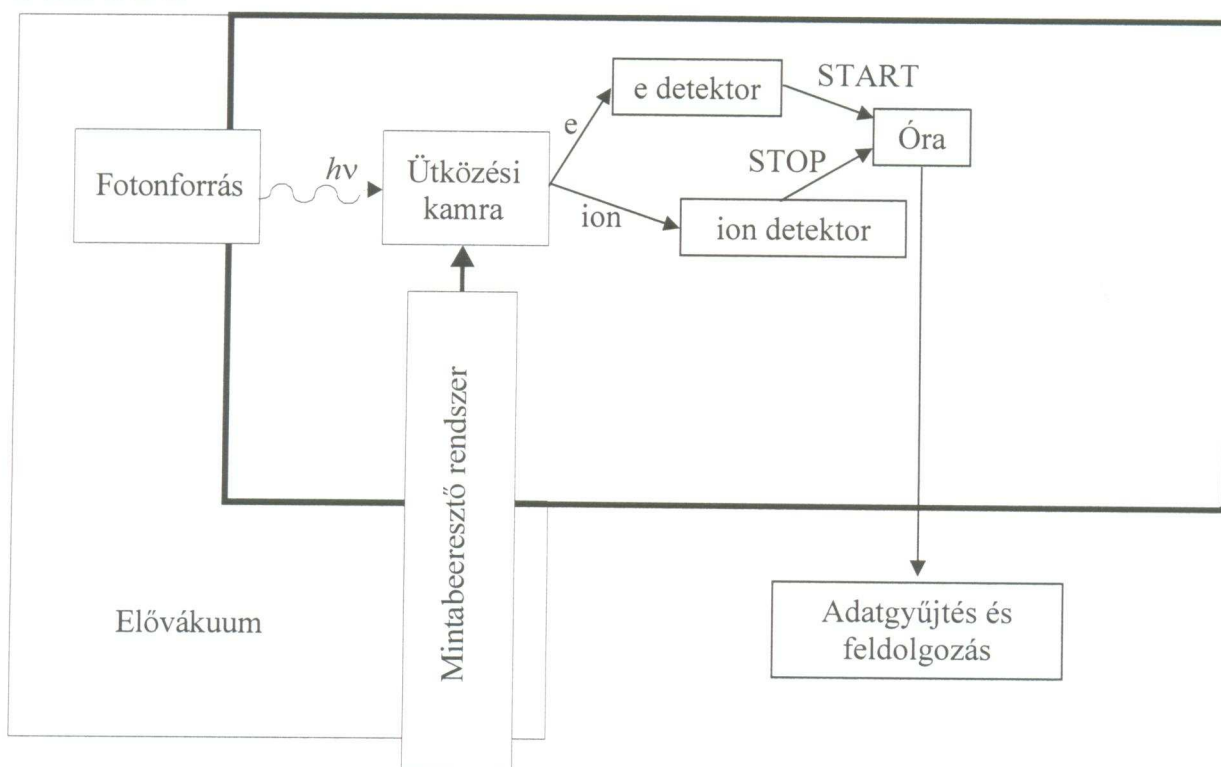 e detektor
START
Óra
e
STOP
Fotonforrás
hν
Ütközési
kamra
ion
ion detektor
Mintabeeresztő rendszer
Elővákuum
Adatgyűjtés és
feldolgozás